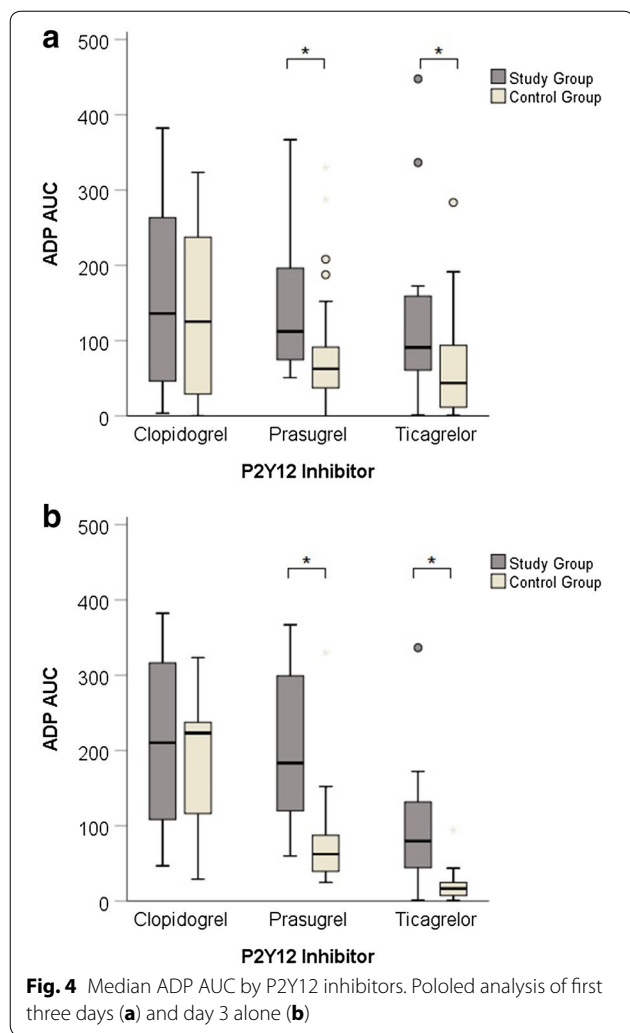 a
500
400
300
200
100
0
ADP AUC
*
*
Study Group
Control Group
Clopidogrel Prasugrel Ticagrelor
P2Y12 Inhibitor
b
500
400
300
200
100
0
ADP AUC
*
*
Study Group
Control Group
Clopidogrel Prasugrel Ticagrelor
P2Y12 Inhibitor
Fig. 4 Median ADP AUC by P2Y12 inhibitors. Pololed analysis of first
three days (a) and day 3 alone (b)